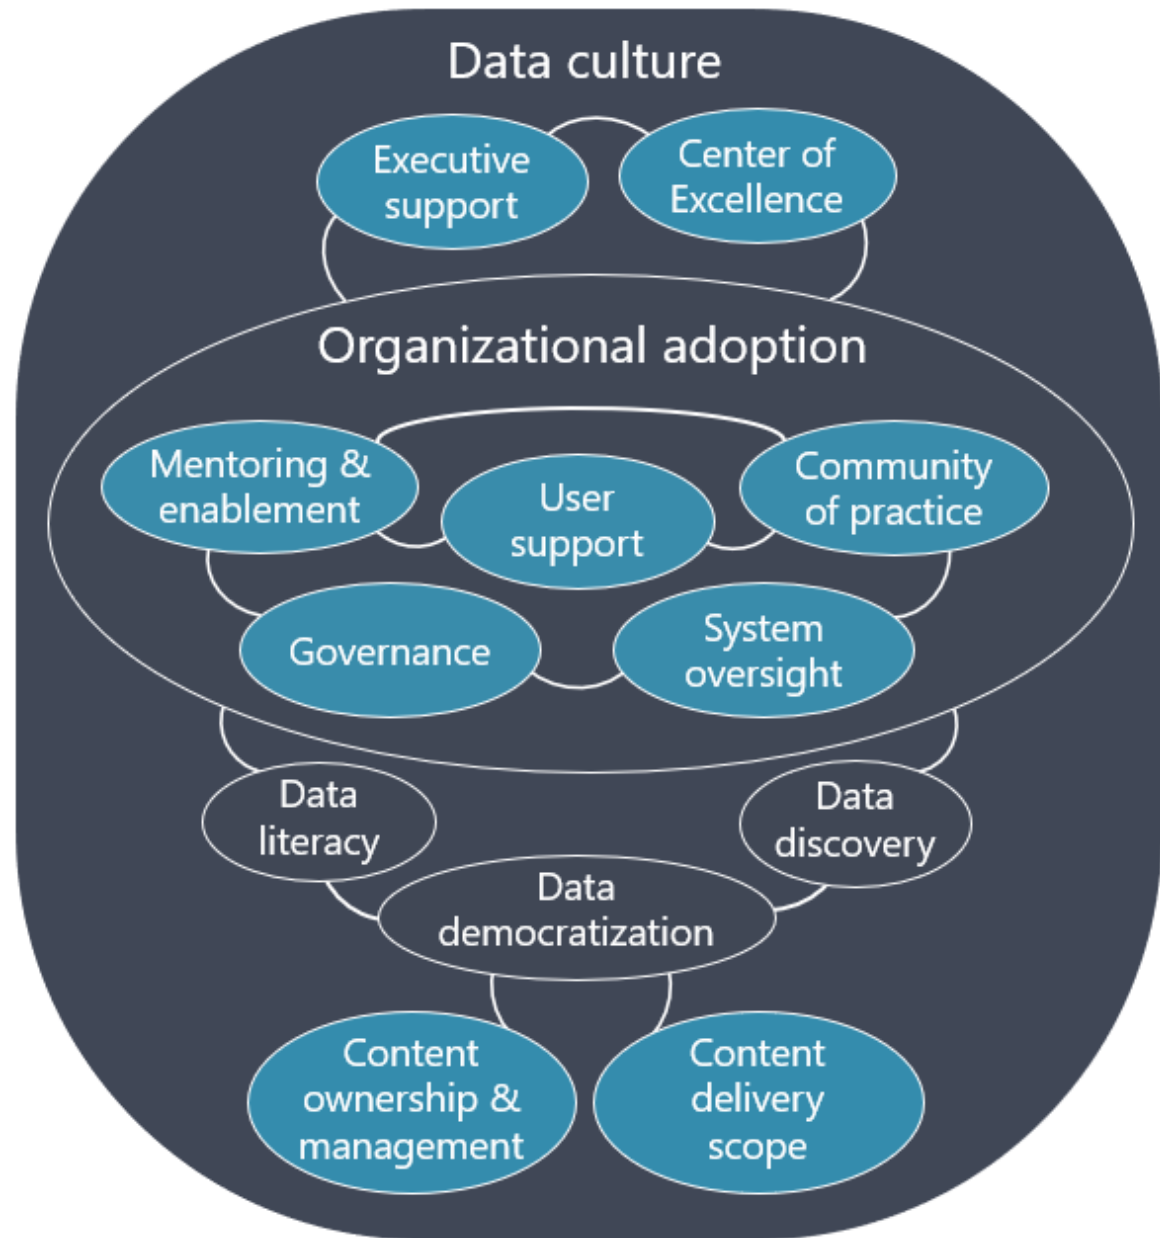 Data culture
Executive
support
Center of
Excellence
Organizational adoption
Mentoring &
enablement
User
support
Community
of practice
Governance
System
oversight
Data
literacy
Data
discovery
Data
democratization
Content
ownership &
management
Content
delivery
scope